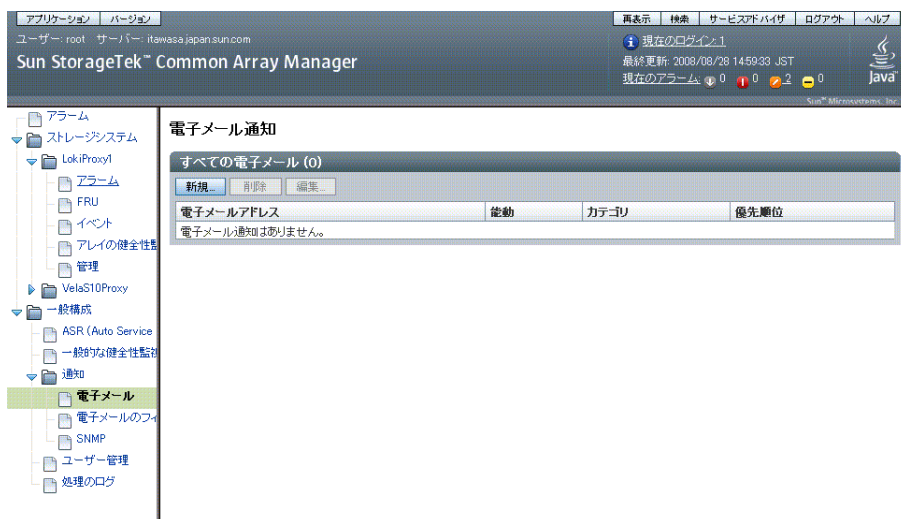 アプリケーション バージョン 再表示 検索 サービスアドバイザ ログアウト ヘルプ
ユーザー: root サーバー: itawasa.japan.sun.com
Sun StorageTek™ Common Array Manager
現在のログイン: 1
最終更新: 2008/08/28 14:59:33 JST
現在のアラーム: 0 0 2 0
Java™
Sun™ Microsystems, Inc.
アラーム
ストレージシステム
LokiProxy1
アラーム
FRU
イベント
アレイの健全性監
管理
VelaS10Proxy
一般構成
ASR (Auto Service
一般的な健全性監視
通知
電子メール
電子メールのフィ
SNMP
ユーザー管理
処理のログ
電子メール通知
すべての電子メール (0)
新規... 削除 編集...
電子メールアドレス 能動 カテゴリ 優先順位
電子メール通知はありません。